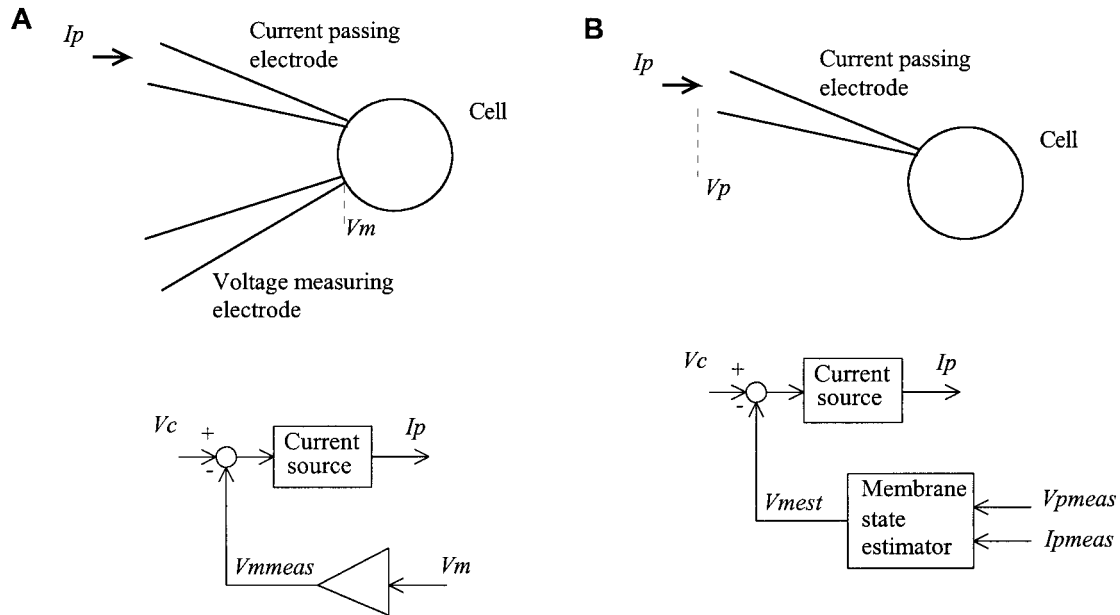 A
Ip
Current passing
electrode
Cell
Vm
Voltage measuring
electrode
Vc
+
-
Current
source
Ip
Vmmeas
Vm
B
Ip
Current passing
electrode
Cell
Vp
Vc
+
-
Current
source
Ip
Vmest
Membrane
state
estimator
Vpmeas
Ipmeas